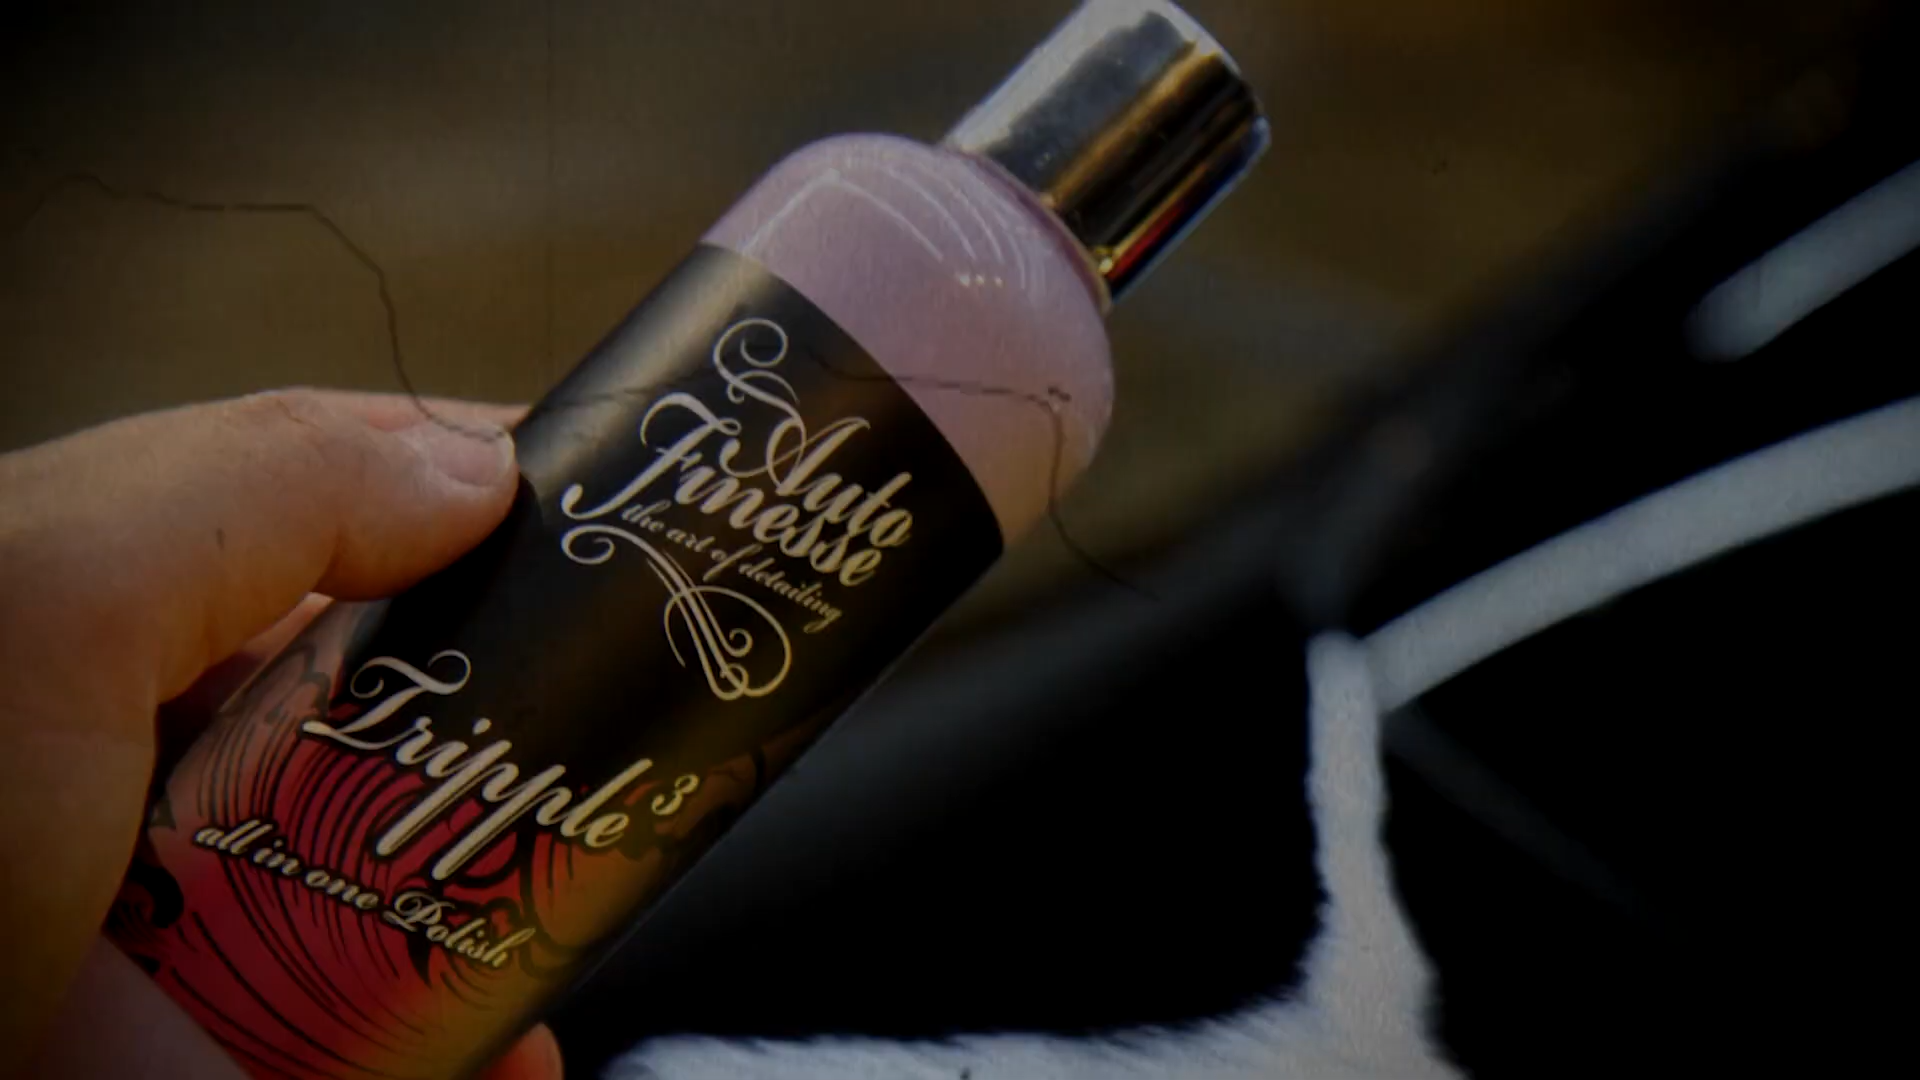 Auto
Finesse
the art of detailing
Tripple 3
all in one Polish